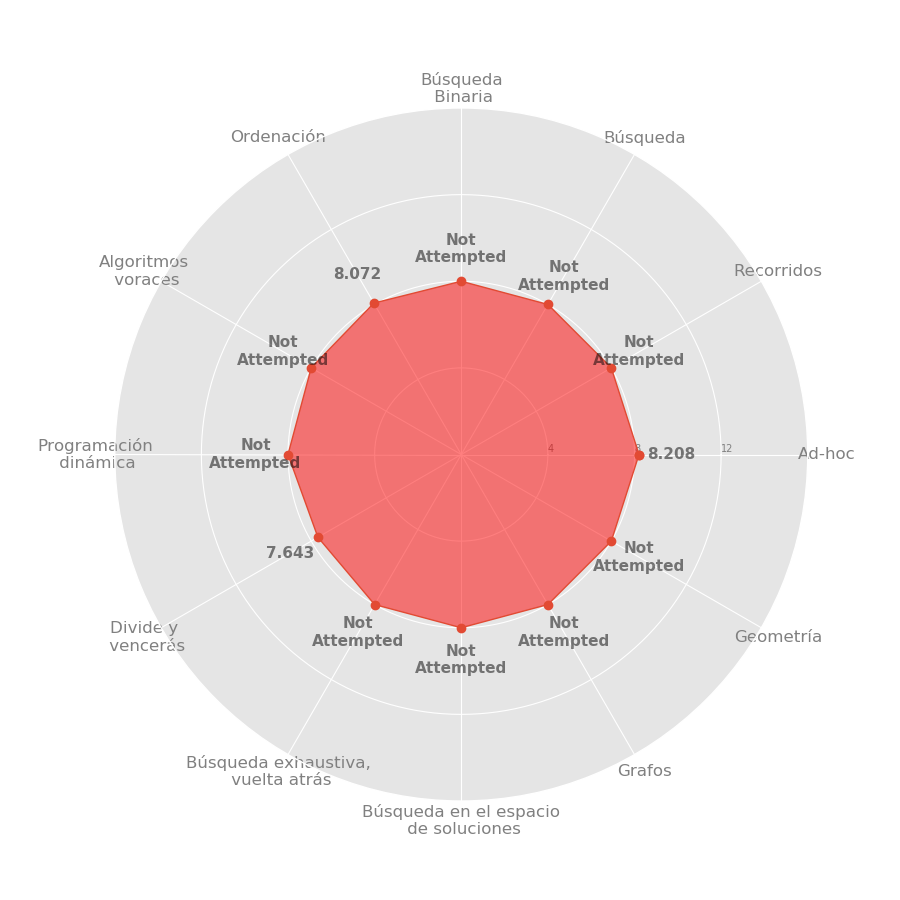 Búsqueda
Binaria
Ordenación
Búsqueda
Algoritmos
voraces
Recorridos
Not
Attempted
8.072
Not
Attempted
Not
Attempted
Not
Attempted
Programación
dinámica
Not
Attempted
4
8
12
8.208
Ad-hoc
7.643
Not
Attempted
Divide y
vencerás
Not
Attempted
Not
Attempted
Not
Attempted
Geometría
Búsqueda exhaustiva,
vuelta atrás
Grafos
Búsqueda en el espacio
de soluciones